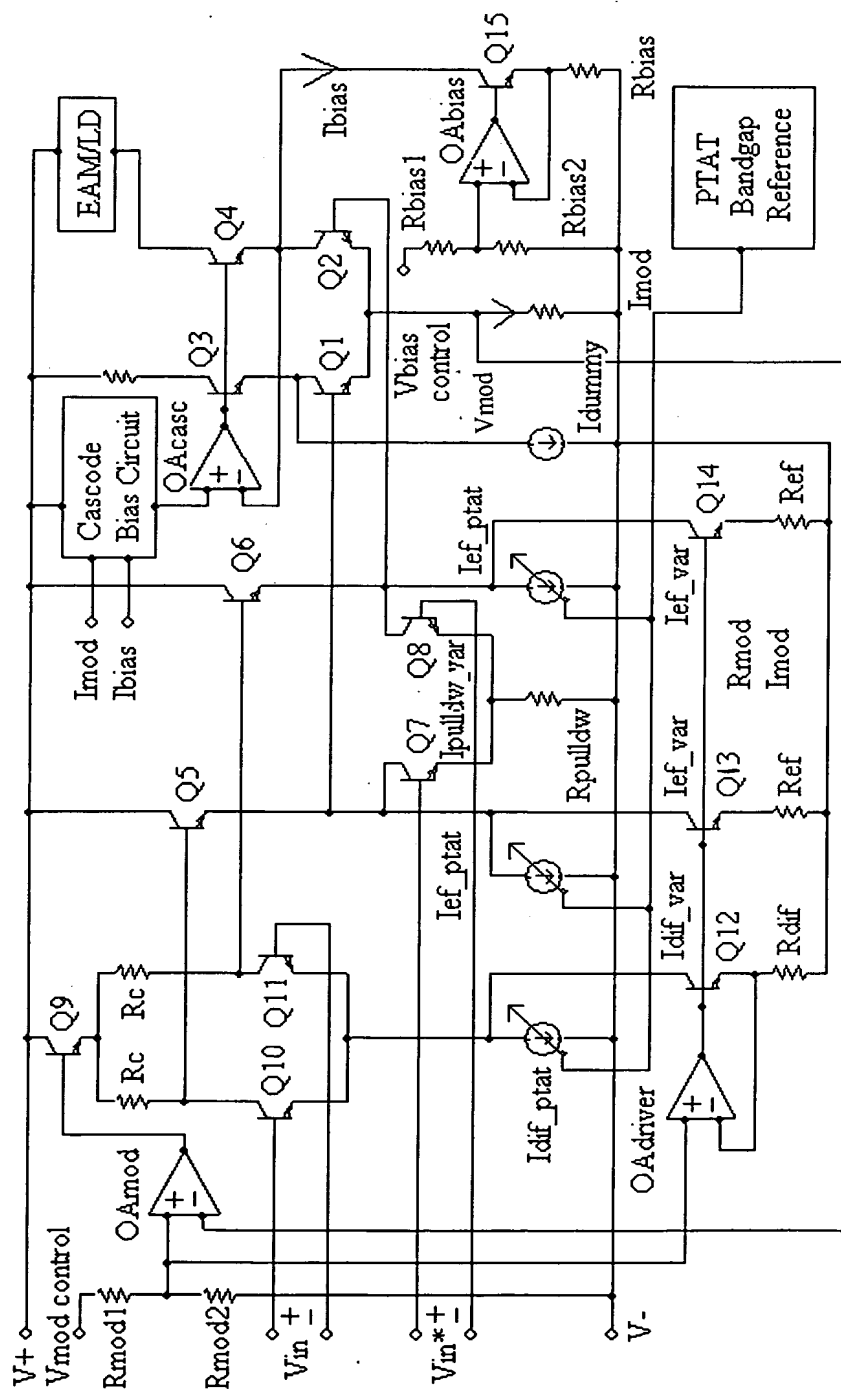 V+
Vmod control
Rmod1
Rmod2
Vin
+
-
Vin*
+
-
V-
OAmod
+
-
Q9
Rc
Rc
Q10
Q11
Idif_ptat
OAdriver
+
-
Idif_var
Q12
Rdif
Q5
Ief_ptat
Q7
Ipulldw_var
Q8
Rpulldw
Ief_var
Q13
Ref
Rmod
Imod
Q6
Ief_ptat
Ief_var
Q14
Ref
Imod
Ibias
Cascode
Bias Circuit
OAcasc
+
-
Q3
Q4
Q1
Q2
EAM/LD
Vbias
control
Vmod
Idummy
Imod
Ibias
Rbias1
Rbias2
OAbias
+
-
Q15
Rbias
PTAT
Bandgap
Reference